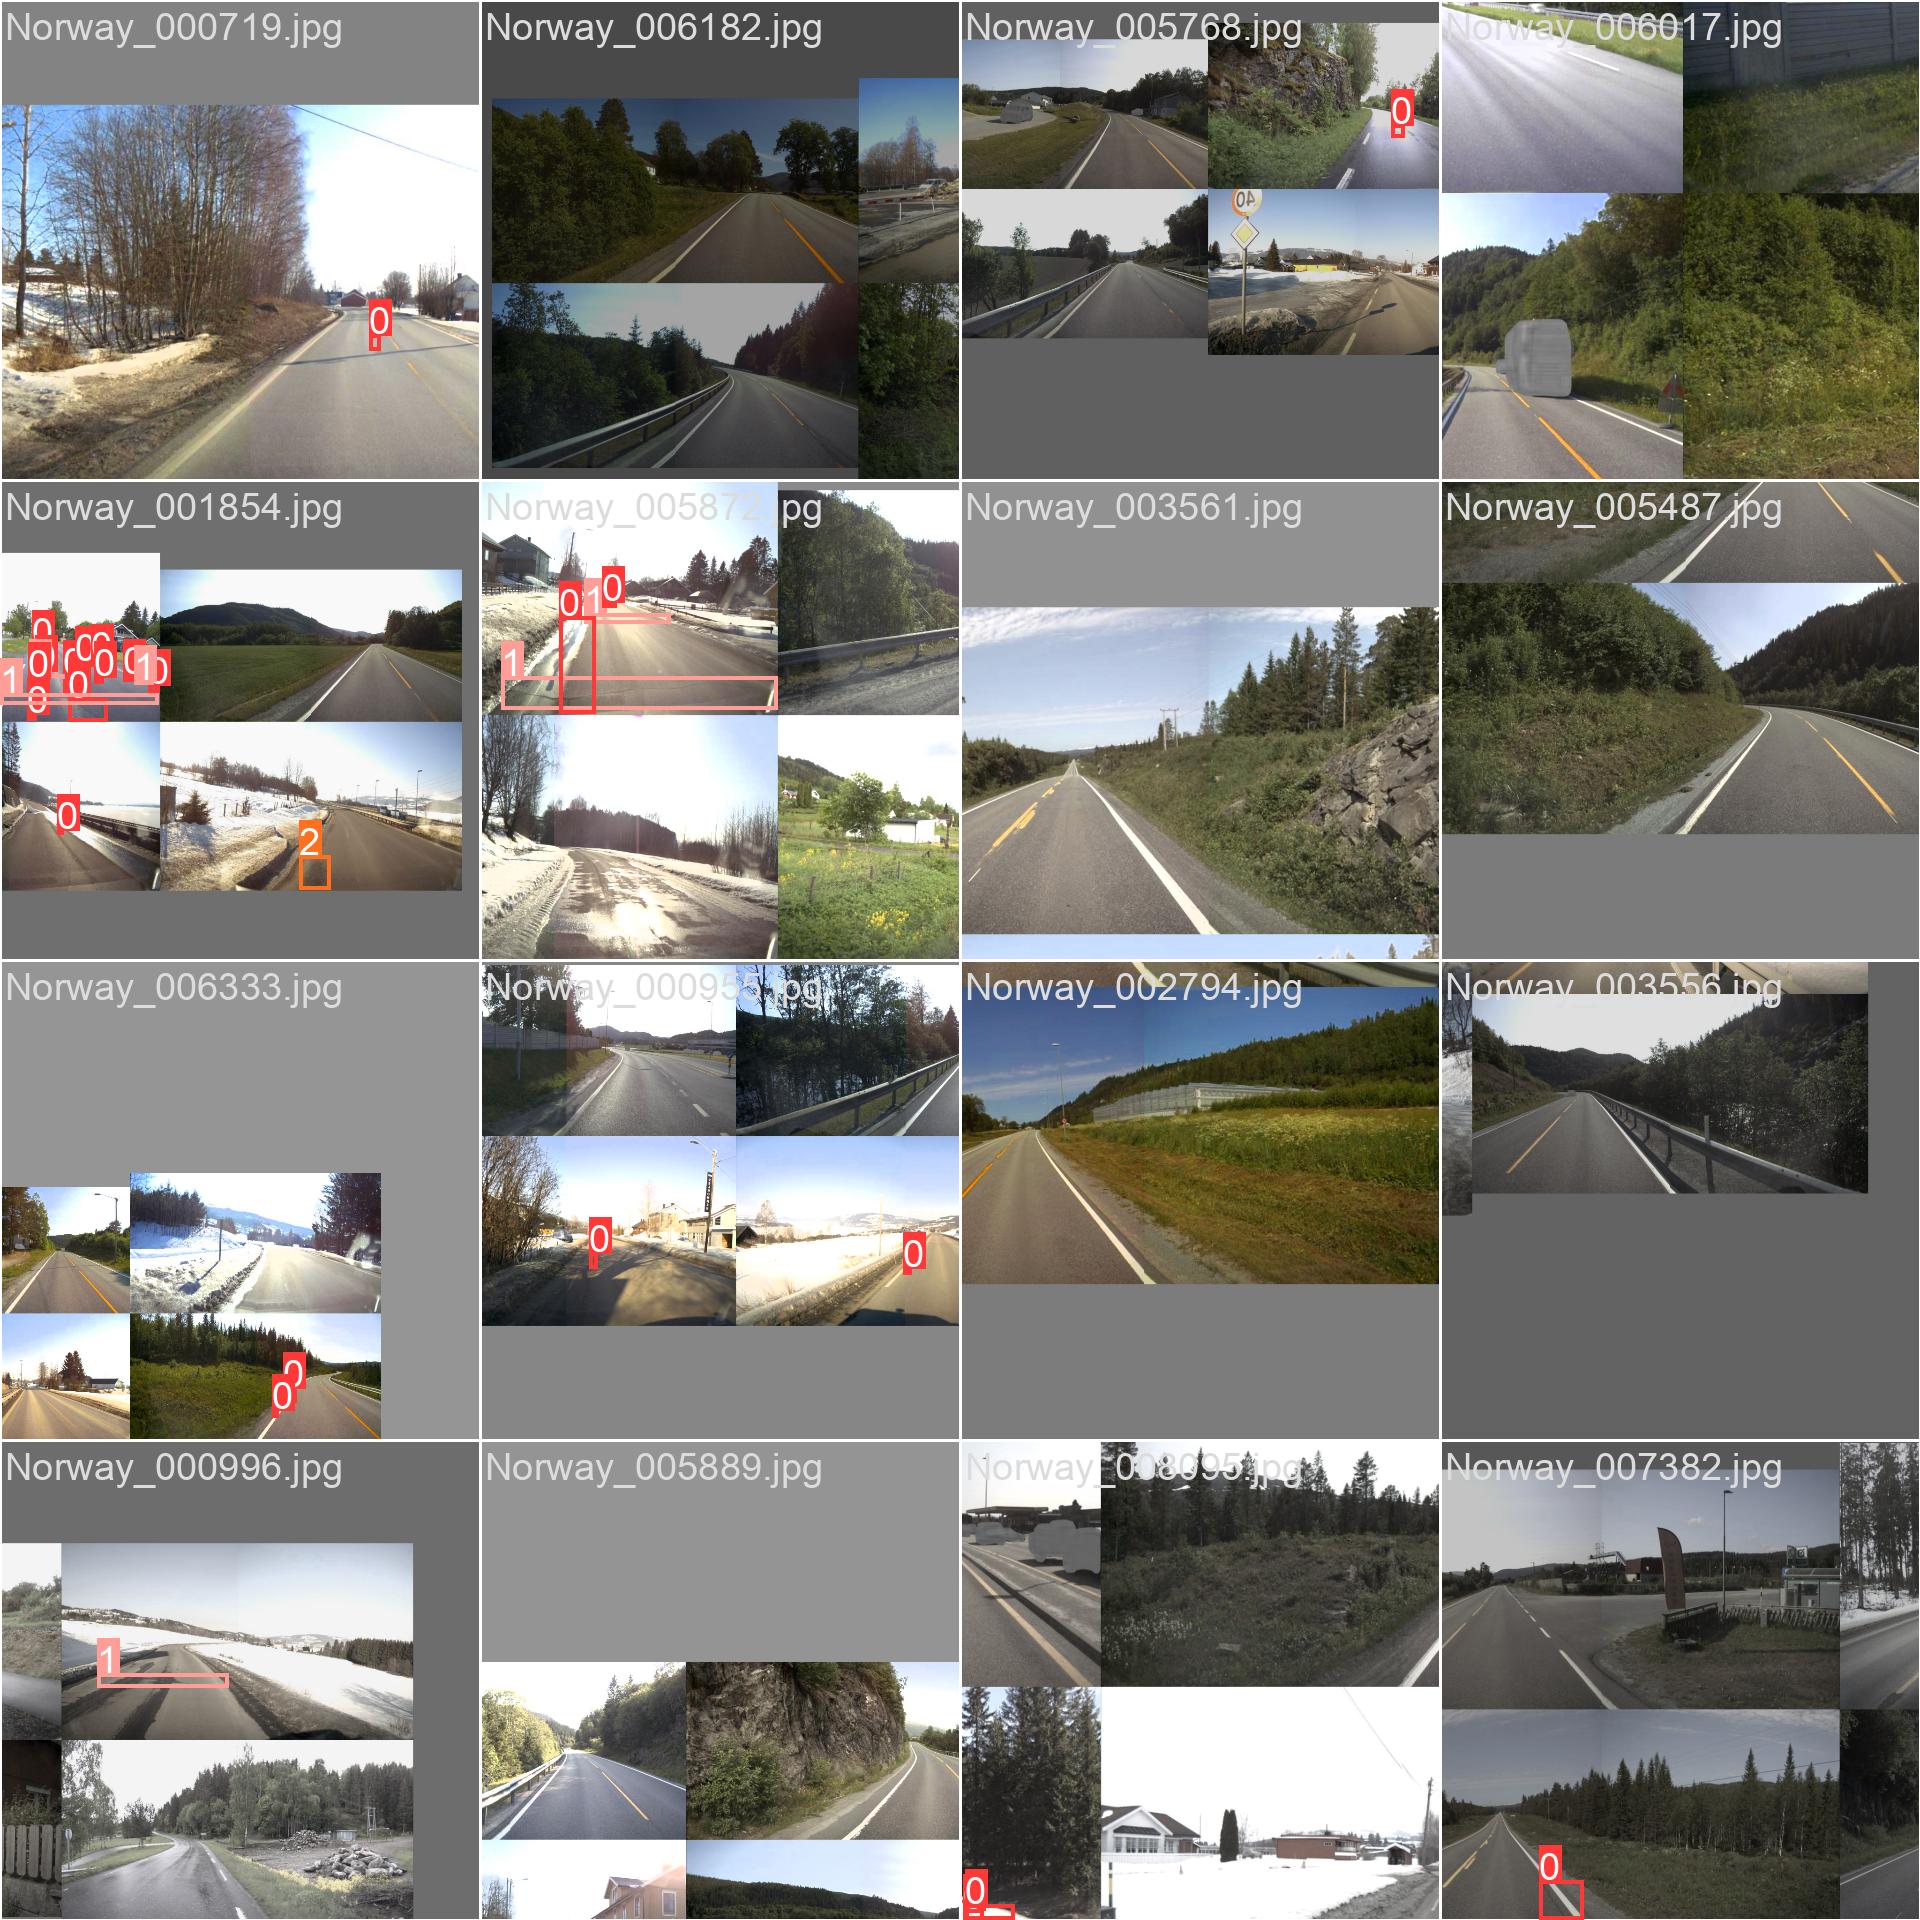 Norway_000719.jpg
Norway_006182.jpg
Norway_005768.jpg
Norway_006017.jpg
0
0
40
Norway_001854.jpg
Norway_005872.jpg
Norway_003561.jpg
Norway_005487.jpg
0
0
0
0
0
0
0
1
0
1
0
0
0
2
0
1
0
1
Norway_006333.jpg
Norway_000955.jpg
Norway_002794.jpg
Norway_003556.jpg
0
0
0
0
Norway_000996.jpg
Norway_005889.jpg
Norway_008095.jpg
Norway_007382.jpg
1
0
0